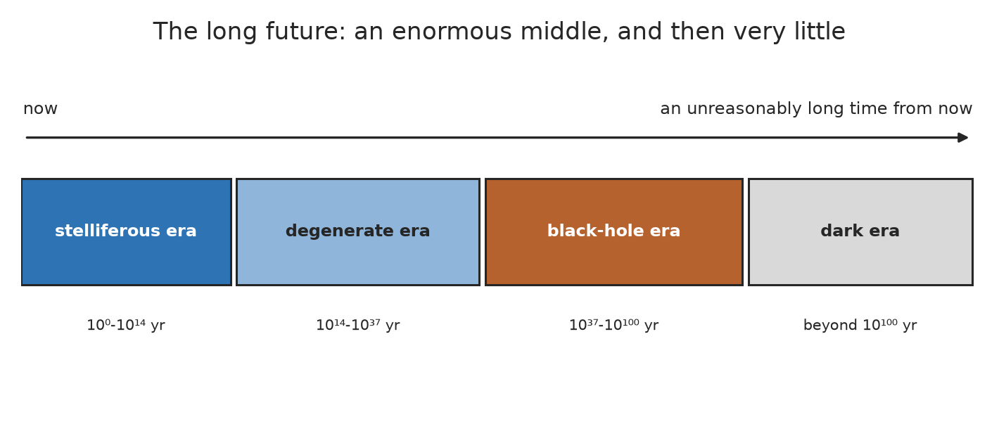 The long future: an enormous middle, and then very little
now
an unreasonably long time from now
stelliferous era
degenerate era
black-hole era
dark era
10⁰-10¹⁴ yr
10¹⁴-10³⁷ yr
10³⁷-10¹⁰⁰ yr
beyond 10¹⁰⁰ yr